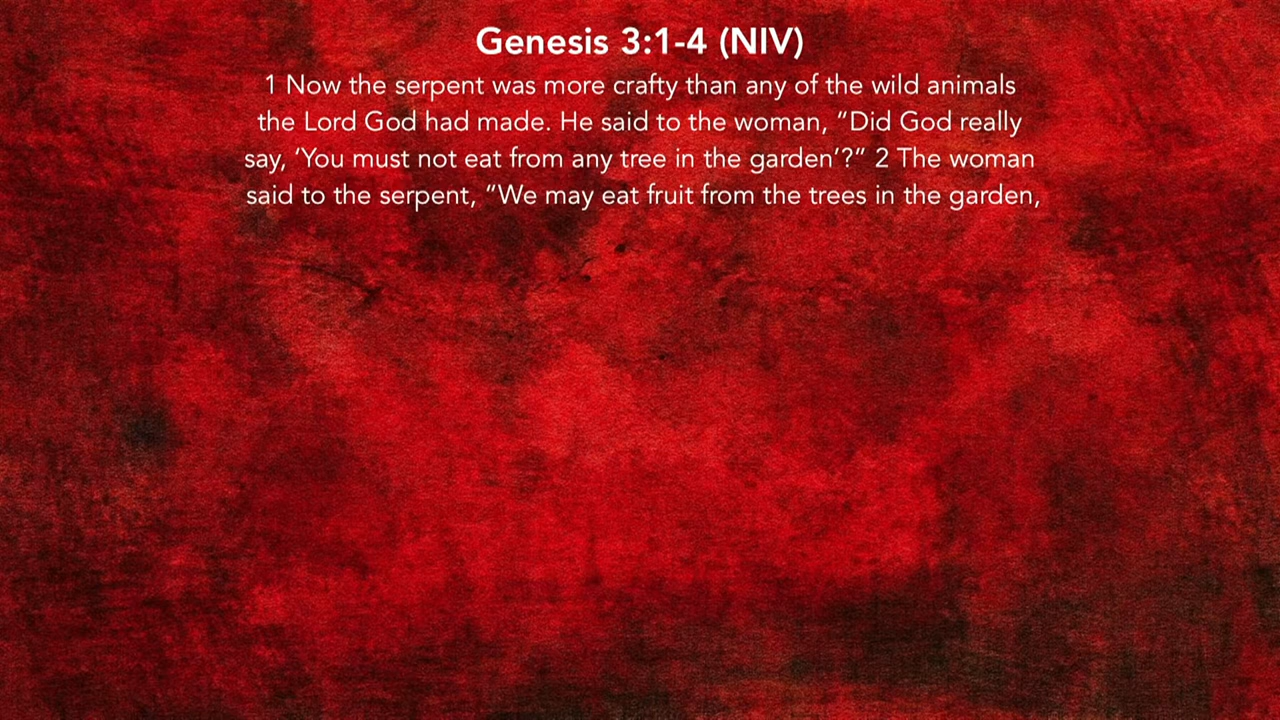 Genesis 3:1-4 (NIV)
1 Now the serpent was more crafty than any of the wild animals
the Lord God had made. He said to the woman, “Did God really
say, ‘You must not eat from any tree in the garden’?” 2 The woman
said to the serpent, “We may eat fruit from the trees in the garden,